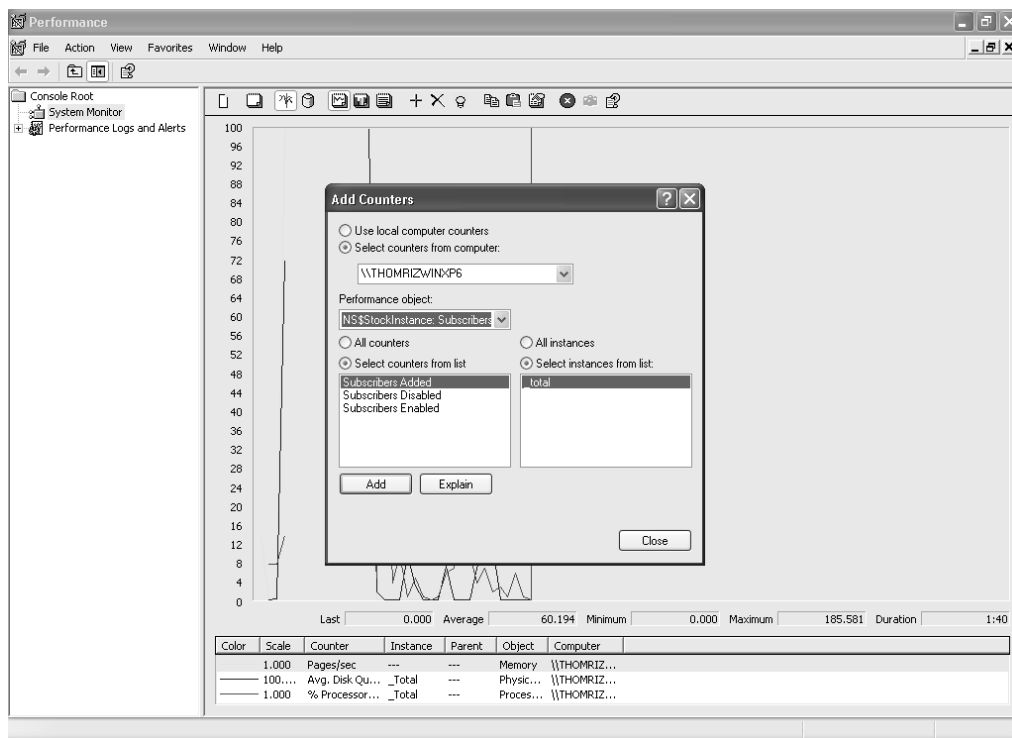 Performance
File Action View Favorites Window Help
Console Root
System Monitor
Performance Logs and Alerts
100
96
92
88
84
80
76
72
68
64
60
56
52
48
44
40
36
32
28
24
20
16
12
8
4
0
Add Counters
Use local computer counters
Select counters from computer:
\\THOMRIZWINXP6
Performance object:
NS$StockInstance: Subscribers
All counters
All instances
Select counters from list
Select instances from list:
Subscribers Added
Subscribers Disabled
Subscribers Enabled
_total
Add
Explain
Close
Last 0.000 Average 60.194 Minimum 0.000 Maximum 185.581 Duration 1:40
Color Scale Counter Instance Parent Object Computer
1.000 Pages/sec --- --- Memory \\THOMRIZ...
100.... Avg. Disk Qu... _Total --- Physic... \\THOMRIZ...
1.000 % Processor... _Total --- Proces... \\THOMRIZ...